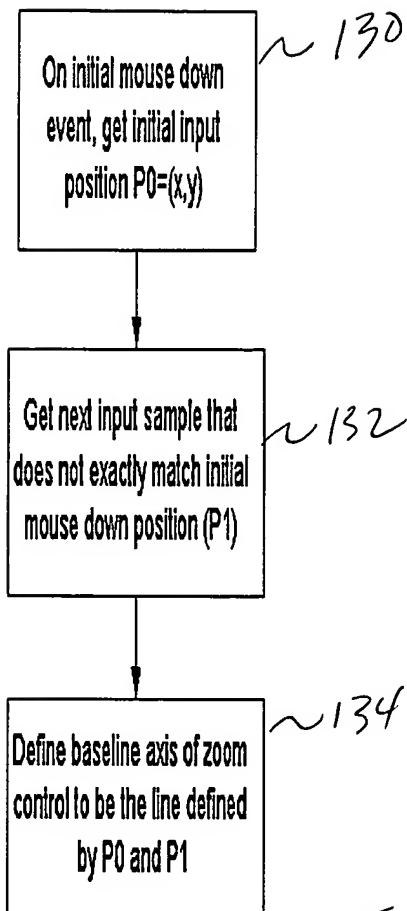 On initial mouse down
event, get initial input
position P0=(x,y)
130
Get next input sample that
does not exactly match initial
mouse down position (P1)
132
Define baseline axis of zoom
control to be the line defined
by P0 and P1
134